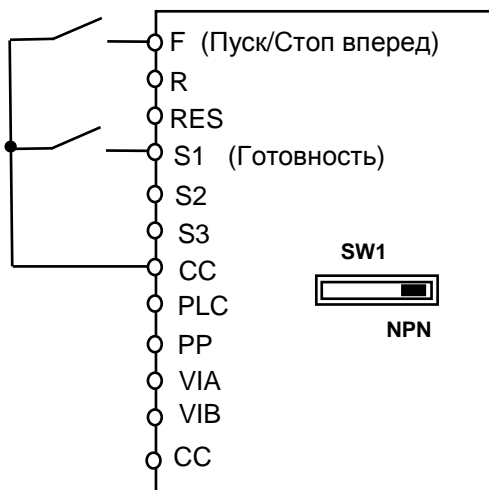 F (Пуск/Стоп вперед)
R
RES
S1 (Готовность)
S2
S3
SW1
CC
PLC
NPN
PP
VIA
VIB
CC